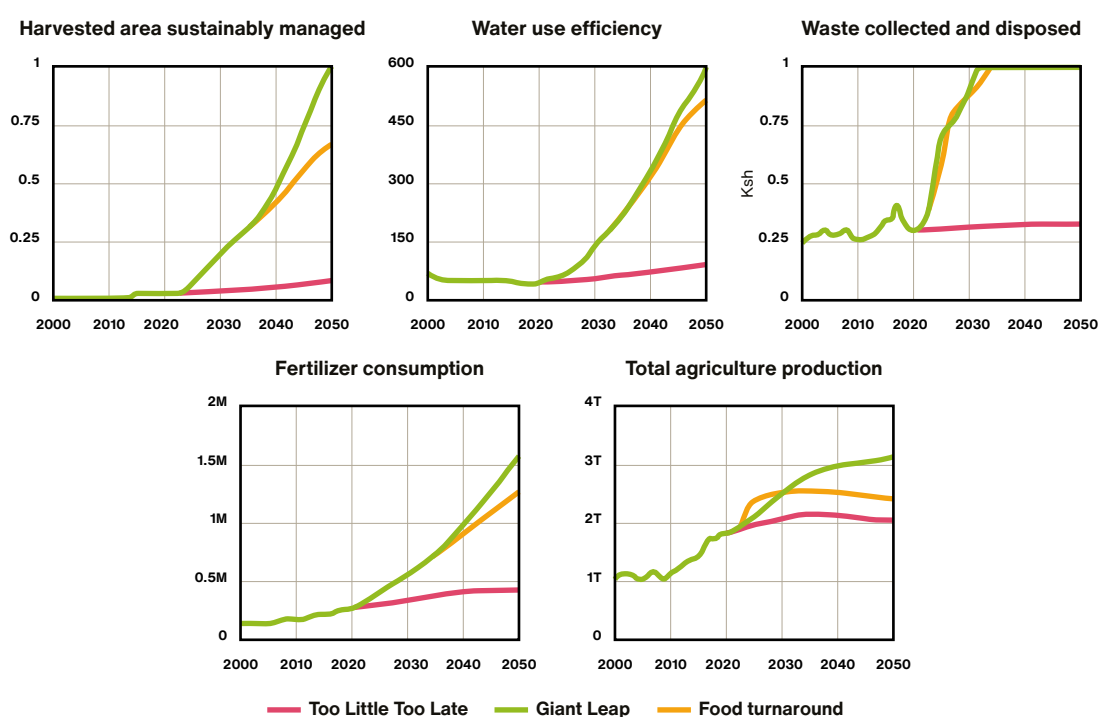 Harvested area sustainably managed
1
0.75
0.5
0.25
0
2000 2010 2020 2030 2040 2050
Water use efficiency
600
450
300
150
0
2000 2010 2020 2030 2040 2050
Waste collected and disposed
Ksh
1
0.75
0.5
0.25
0
2000 2010 2020 2030 2040 2050
Fertilizer consumption
2M
1.5M
1M
0.5M
0
2000 2010 2020 2030 2040 2050
Total agriculture production
4T
3T
2T
1T
0
2000 2010 2020 2030 2040 2050
Too Little Too Late Giant Leap Food turnaround